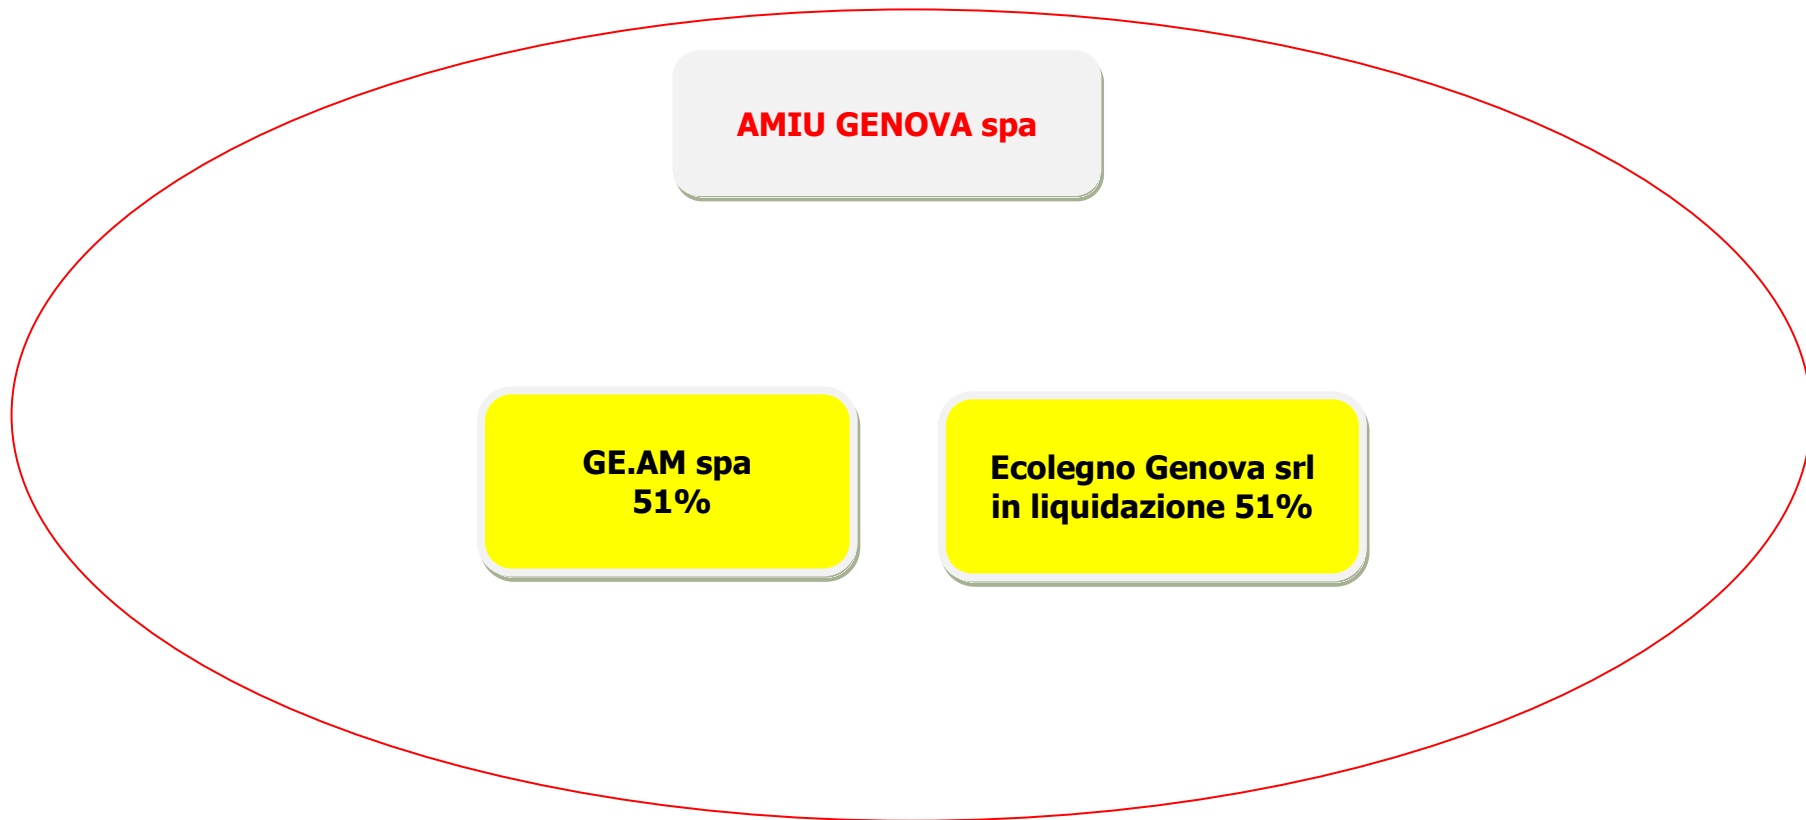 AMIU GENOVA spa
GE.AM spa
51%
Ecolegno Genova srl
in liquidazione 51%